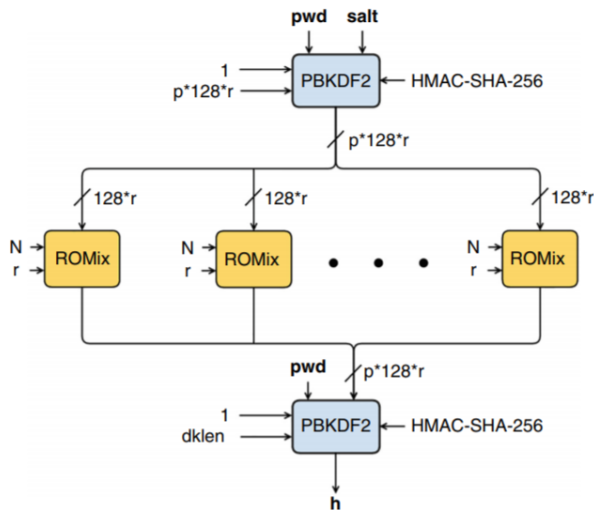 pwd salt
1
PBKDF2
HMAC-SHA-256
p*128*r
p*128*r
128*r 128*r 128*r
N N N
ROMix ROMix ROMix
r r r
pwd
p*128*r
1
PBKDF2
HMAC-SHA-256
dklen
h